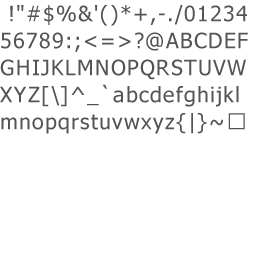 !"#$%&'()*+,-./01234
56789:;<=>?@ABCDEF
GHIJKLMNOPQRSTUVW
XYZ[\]^_`abcdefghijkl
mnopqrstuvwxyz{|}~□